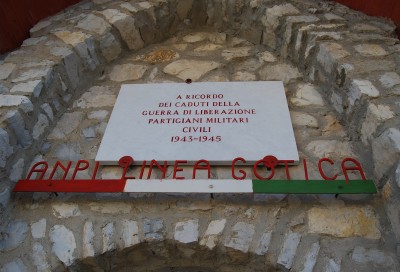 A RICORDO
DEI CADUTI DELLA
GUERRA DI LIBERAZIONE
PARTIGIANI MILITARI
CIVILI
1943-1945
ANPI LINEA GOTICA